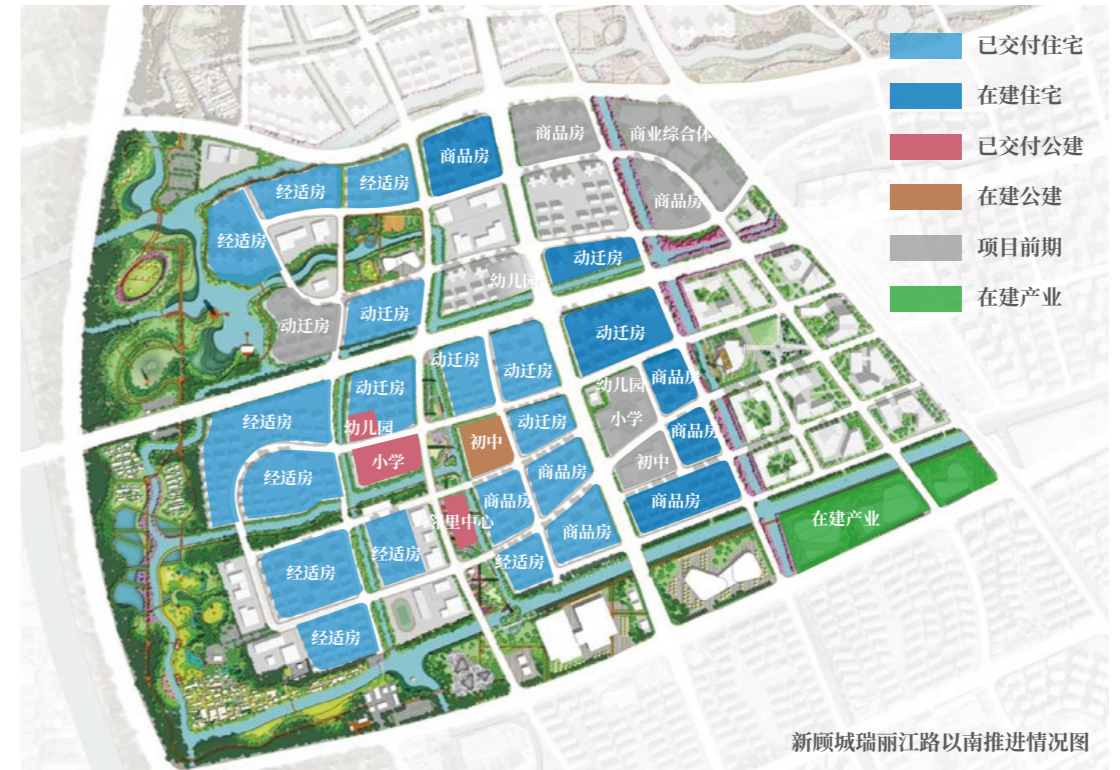 已交付住宅
在建住宅
已交付公建
在建公建
项目前期
在建产业
商品房
商业综合体
商品房
经适房
经适房
商品房
经适房
动迁房
幼儿园
动迁房
动迁房
动迁房
动迁房
动迁房
动迁房
商品房
幼儿园
小学
经适房
幼儿园
动迁房
商品房
初中
小学
初中
经适房
商品房
商品房
商品房
邻里中心
商品房
在建产业
经适房
经适房
经适房
经适房
新顾城瑞丽江路以南推进情况图